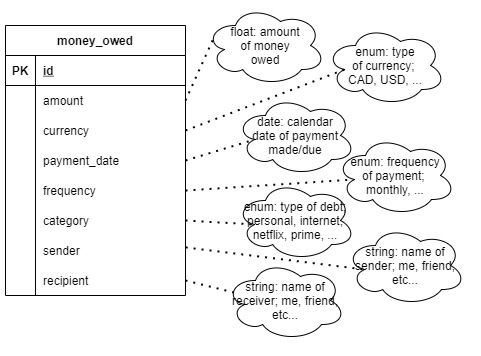 money_owed
PK id
amount
currency
payment_date
frequency
category
sender
recipient
float: amount
of money
owed
enum: type
of currency;
CAD, USD, ...
date: calendar
date of payment
made/due
enum: frequency
of payment;
monthly, ...
enum: type of debt;
personal, internet,
netflix, prime, ...
string: name of
sender; me, friend,
etc...
string: name of
receiver; me, friend,
etc...